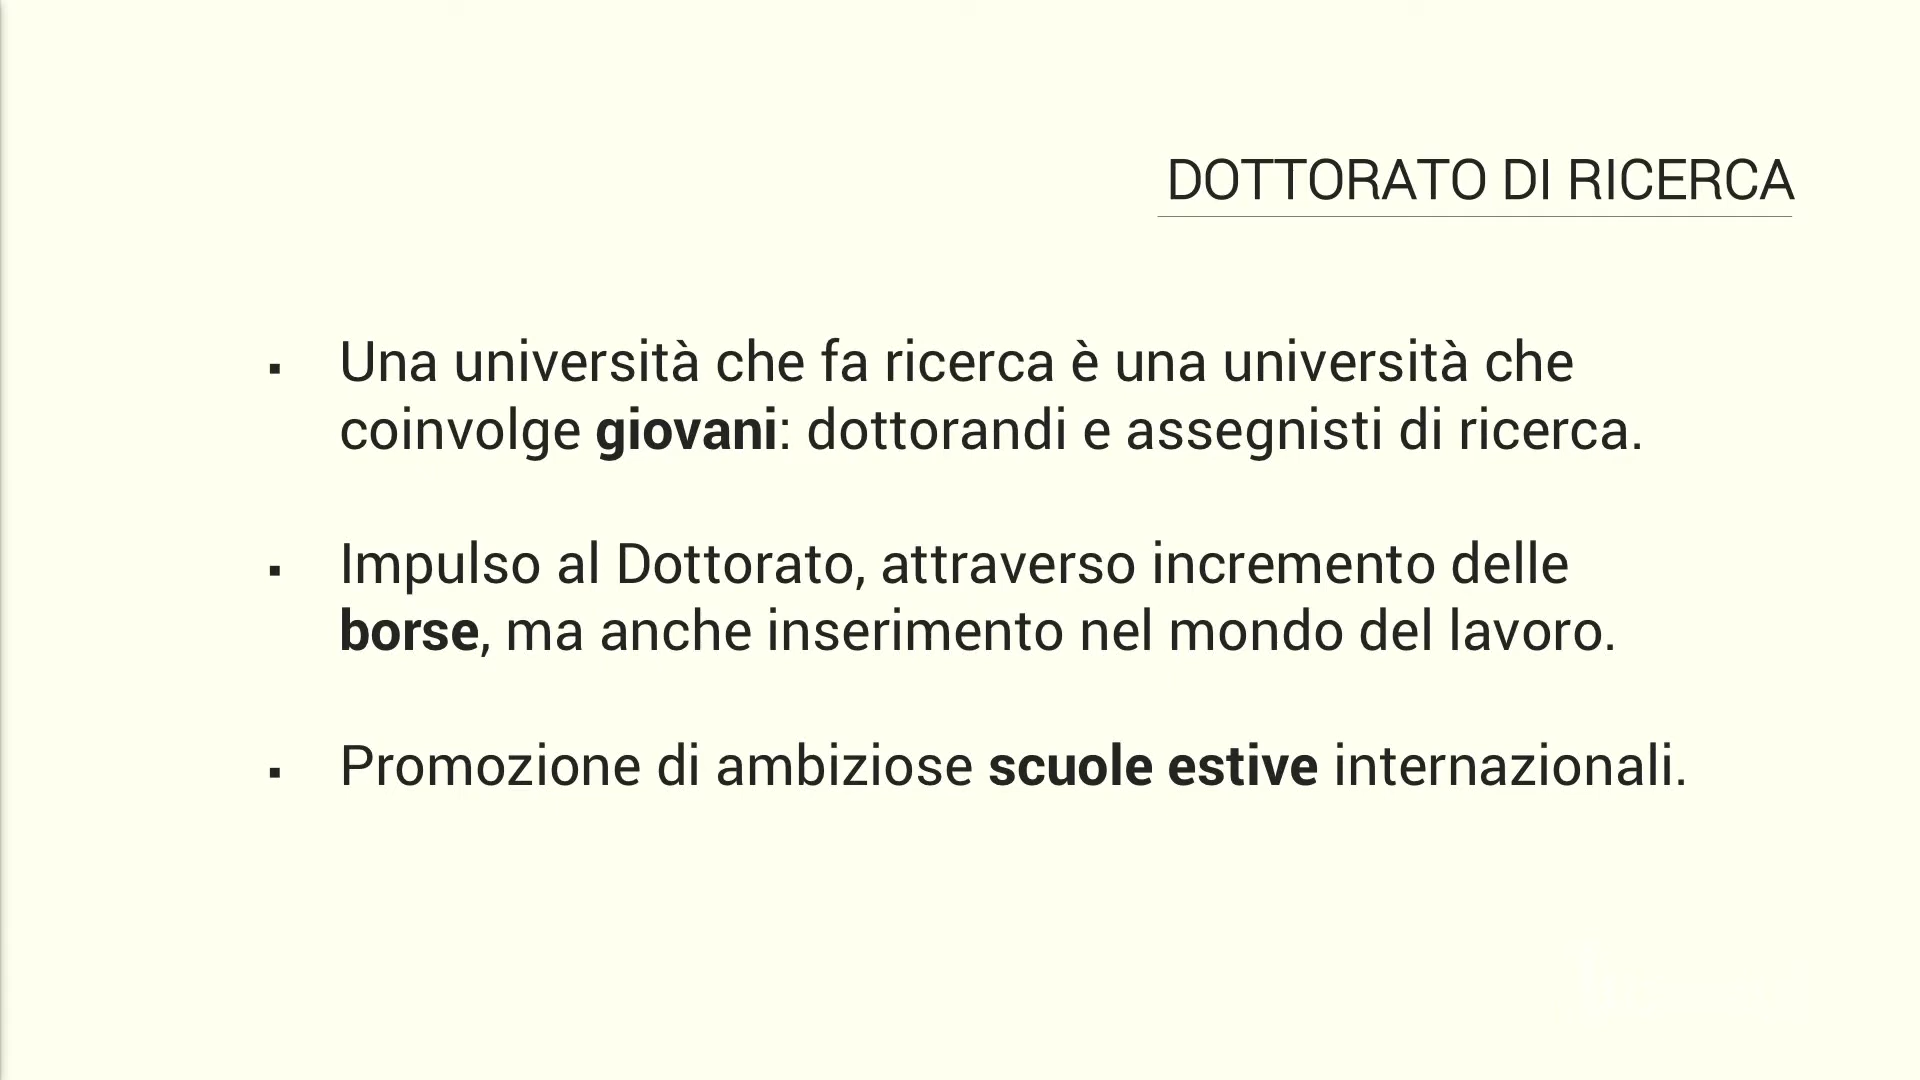 DOTTORATO DI RICERCA
▪ Una università che fa ricerca è una università che
coinvolge giovani: dottorandi e assegnisti di ricerca.
▪ Impulso al Dottorato, attraverso incremento delle
borse, ma anche inserimento nel mondo del lavoro.
▪ Promozione di ambiziose scuole estive internazionali.